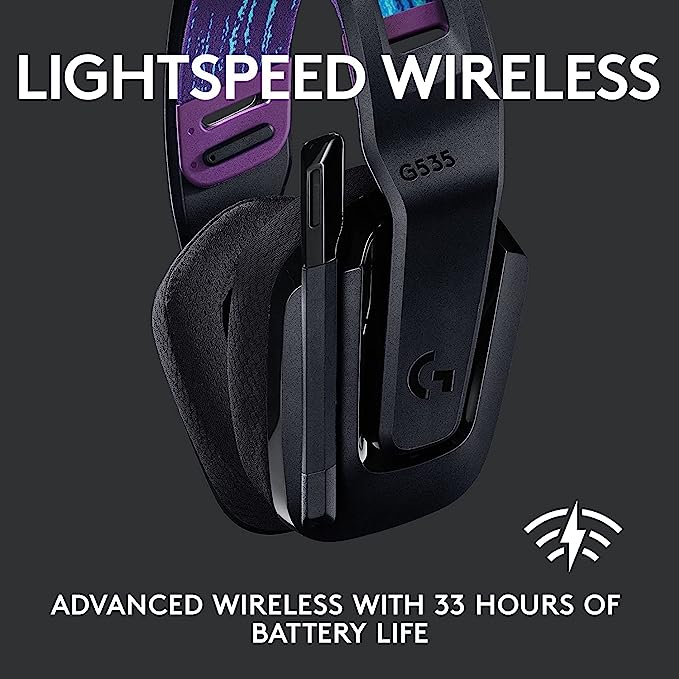 LIGHTSPEED WIRELESS
G535
G
ADVANCED WIRELESS WITH 33 HOURS OF
BATTERY LIFE